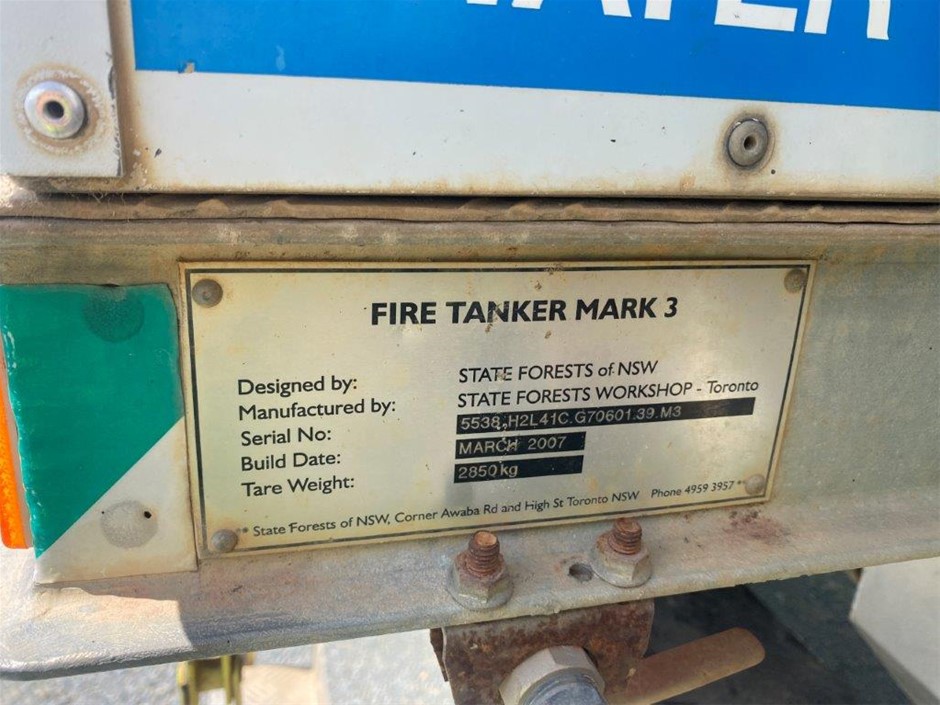 WATER
FIRE TANKER MARK 3
Designed by: STATE FORESTS of NSW
Manufactured by: STATE FORESTS WORKSHOP - Toronto
Serial No: 5538.H2L41C.G70601.39.M3
Build Date: MARCH 2007
Tare Weight: 2850kg
** State Forests of NSW, Corner Awaba Rd and High St Toronto NSW Phone 4959 3957 **